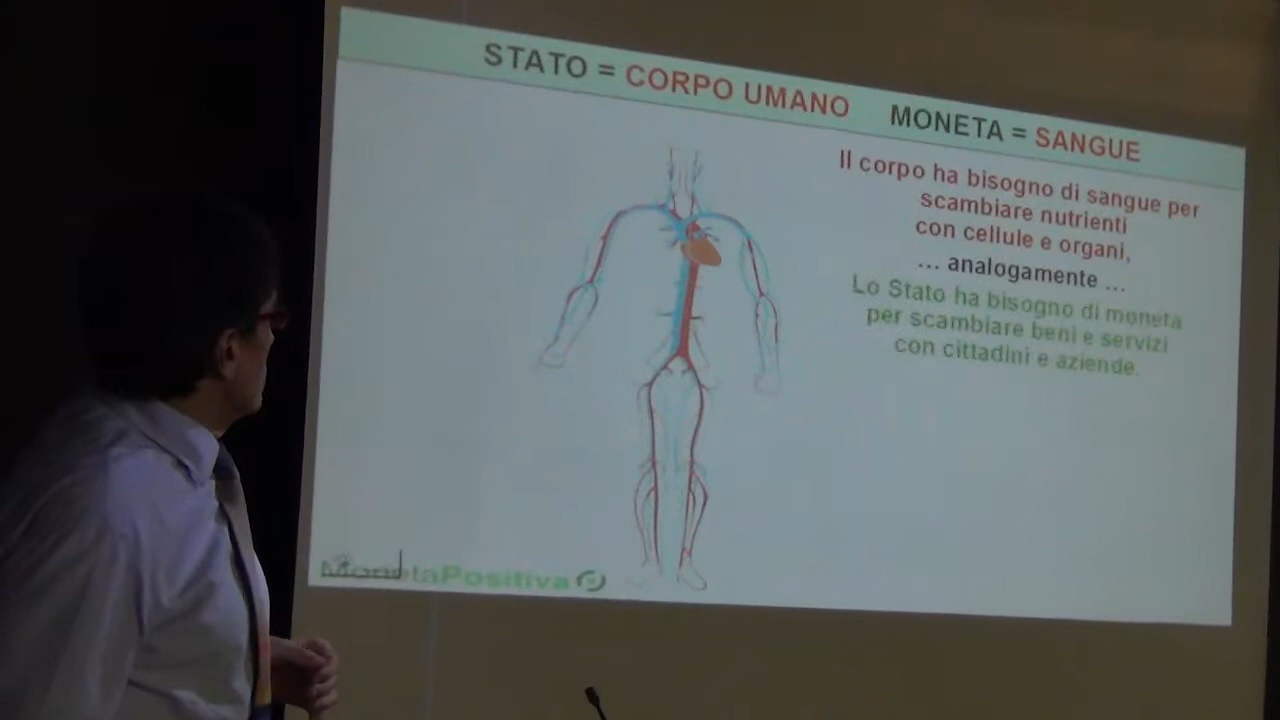 STATO = CORPO UMANO MONETA = SANGUE
Il corpo ha bisogno di sangue per
scambiare nutrienti
con cellule e organi,
... analogamente ...
Lo Stato ha bisogno di moneta
per scambiare beni e servizi
con cittadini e aziende.
MonetaPositiva